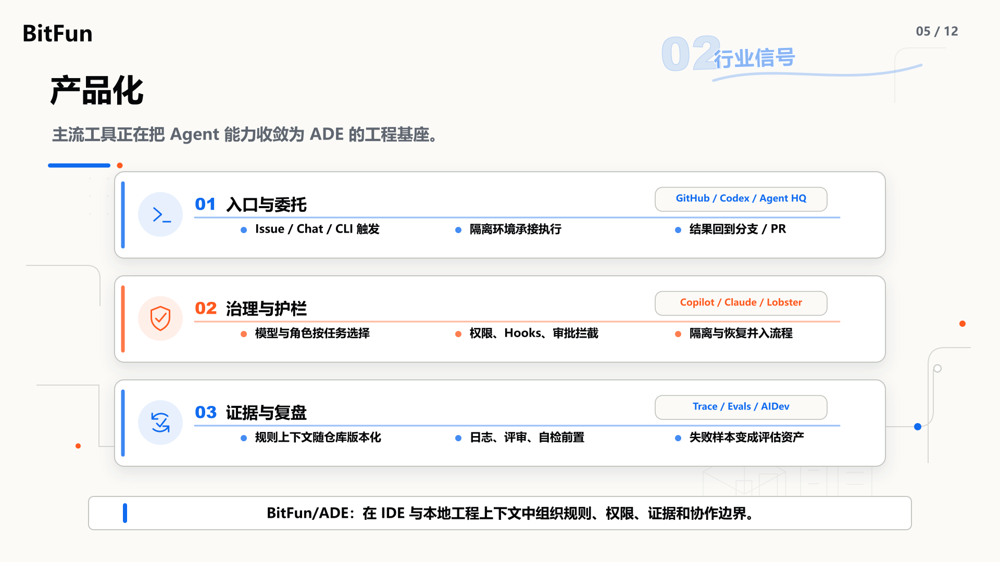 BitFun
05 / 12
02 行业信号
产品化
主流工具正在把 Agent 能力收敛为 ADE 的工程基座。
01 入口与委托
GitHub / Codex / Agent HQ
Issue / Chat / CLI 触发
隔离环境承接执行
结果回到分支 / PR
02 治理与护栏
Copilot / Claude / Lobster
模型与角色按任务选择
权限、Hooks、审批拦截
隔离与恢复并入流程
03 证据与复盘
Trace / Evals / AIDev
规则上下文随仓库版本化
日志、评审、自检前置
失败样本变成评估资产
BitFun/ADE：在 IDE 与本地工程上下文中组织规则、权限、证据和协作边界。